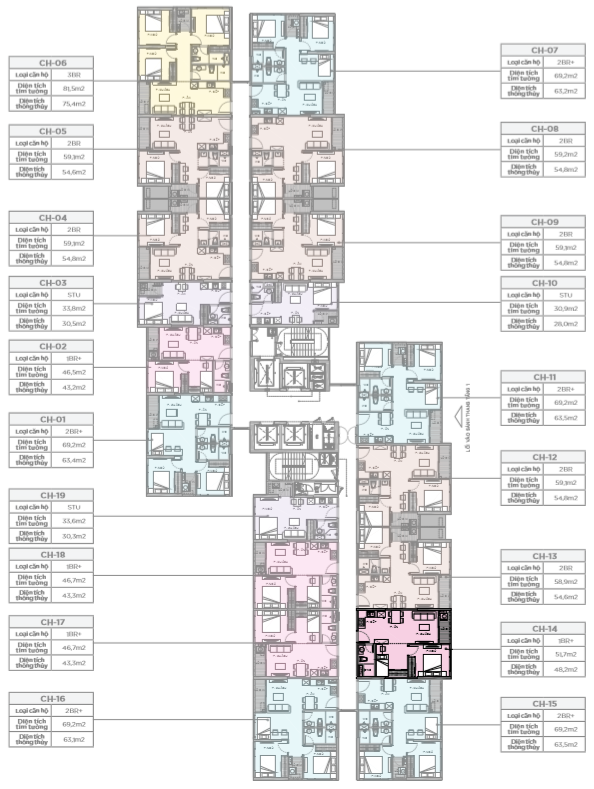 CH-06
Loại căn hộ 3BR
Diện tích tim tường 81,5m2
Diện tích thông thủy 75,4m2
CH-05
Loại căn hộ 2BR
Diện tích tim tường 59,1m2
Diện tích thông thủy 54,6m2
CH-04
Loại căn hộ 2BR
Diện tích tim tường 59,1m2
Diện tích thông thủy 54,8m2
CH-03
Loại căn hộ STU
Diện tích tim tường 33,8m2
Diện tích thông thủy 30,5m2
CH-02
Loại căn hộ 1BR+
Diện tích tim tường 46,5m2
Diện tích thông thủy 43,2m2
CH-01
Loại căn hộ 2BR+
Diện tích tim tường 69,2m2
Diện tích thông thủy 63,4m2
CH-19
Loại căn hộ STU
Diện tích tim tường 33,6m2
Diện tích thông thủy 30,3m2
CH-18
Loại căn hộ 1BR+
Diện tích tim tường 46,7m2
Diện tích thông thủy 43,3m2
CH-17
Loại căn hộ 1BR+
Diện tích tim tường 46,7m2
Diện tích thông thủy 43,3m2
CH-16
Loại căn hộ 2BR+
Diện tích tim tường 69,2m2
Diện tích thông thủy 63,1m2
CH-07
Loại căn hộ 2BR+
Diện tích tim tường 69,2m2
Diện tích thông thủy 63,2m2
CH-08
Loại căn hộ 2BR
Diện tích tim tường 59,2m2
Diện tích thông thủy 54,8m2
CH-09
Loại căn hộ 2BR
Diện tích tim tường 59,1m2
Diện tích thông thủy 54,8m2
CH-10
Loại căn hộ STU
Diện tích tim tường 30,9m2
Diện tích thông thủy 28,0m2
CH-11
Loại căn hộ 2BR+
Diện tích tim tường 69,2m2
Diện tích thông thủy 63,5m2
LỐI VÀO SẢNH THANG TẦNG 1
CH-12
Loại căn hộ 2BR
Diện tích tim tường 59,1m2
Diện tích thông thủy 54,8m2
CH-13
Loại căn hộ 2BR
Diện tích tim tường 58,9m2
Diện tích thông thủy 54,6m2
CH-14
Loại căn hộ 1BR+
Diện tích tim tường 51,7m2
Diện tích thông thủy 48,2m2
CH-15
Loại căn hộ 2BR+
Diện tích tim tường 69,2m2
Diện tích thông thủy 63,5m2